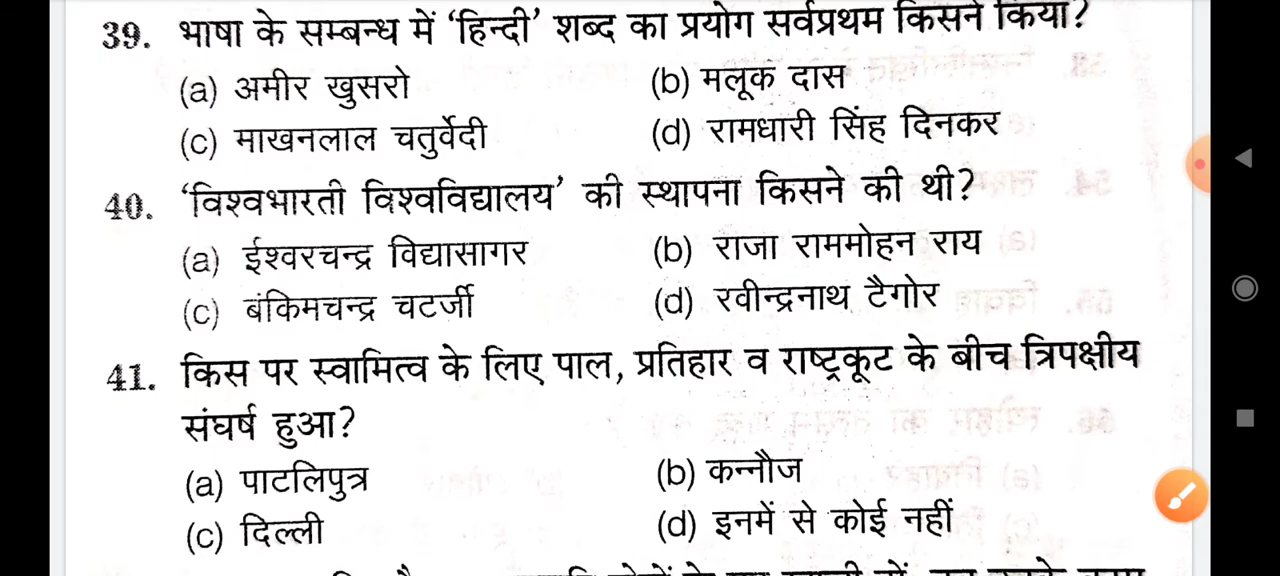 39. भाषा के सम्बन्ध में ‘हिन्दी’ शब्द का प्रयोग सर्वप्रथम किसने किया?
(a) अमीर खुसरो (b) मलूक दास
(c) माखनलाल चतुर्वेदी (d) रामधारी सिंह दिनकर
40. ‘विश्वभारती विश्वविद्यालय’ की स्थापना किसने की थी?
(a) ईश्वरचन्द्र विद्यासागर (b) राजा राममोहन राय
(c) बंकिमचन्द्र चटर्जी (d) रवीन्द्रनाथ टैगोर
41. किस पर स्वामित्व के लिए पाल, प्रतिहार व राष्ट्रकूट के बीच त्रिपक्षीय
संघर्ष हुआ?
(a) पाटलिपुत्र (b) कन्नौज
(c) दिल्ली (d) इनमें से कोई नहीं